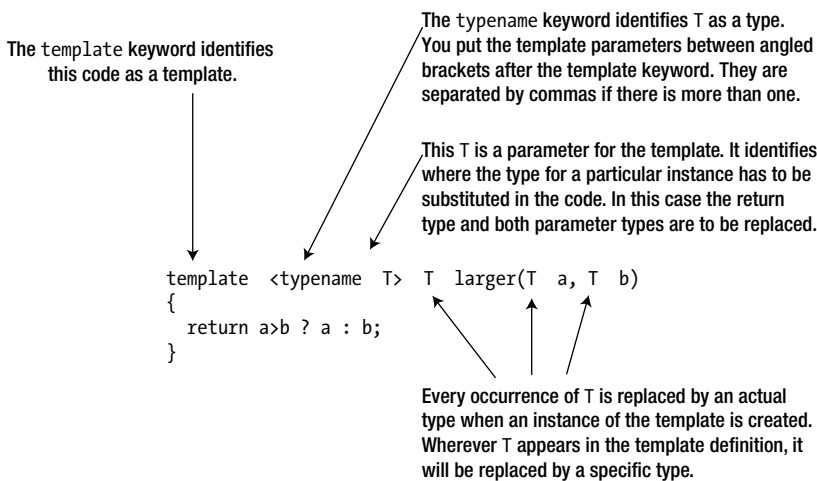 The template keyword identifies
this code as a template.
The typename keyword identifies T as a type.
You put the template parameters between angled
brackets after the template keyword. They are
separated by commas if there is more than one.
This T is a parameter for the template. It identifies
where the type for a particular instance has to be
substituted in the code. In this case the return
type and both parameter types are to be replaced.
template <typename T> T larger(T a, T b)
{
return a>b ? a : b;
}
Every occurrence of T is replaced by an actual
type when an instance of the template is created.
Wherever T appears in the template definition, it
will be replaced by a specific type.